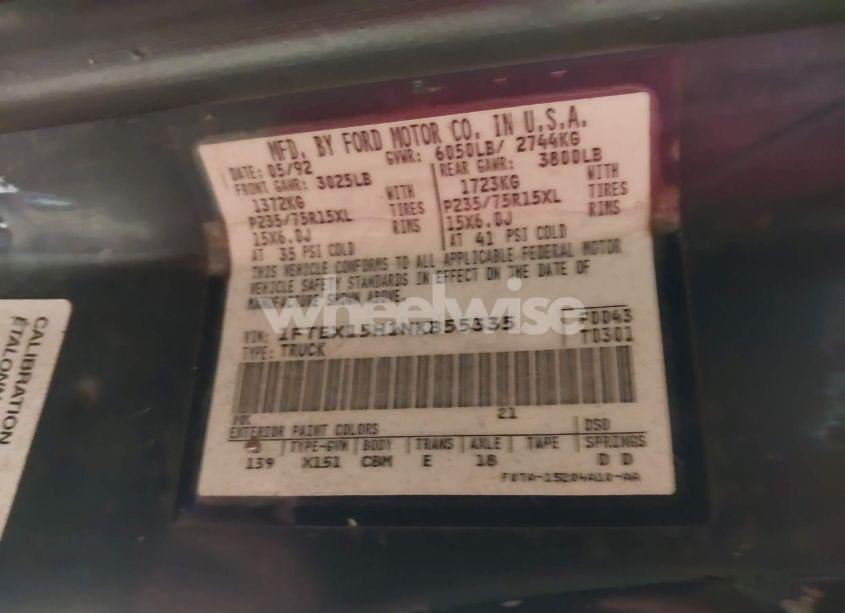 MFD. BY FORD MOTOR CO. IN U.S.A.
DATE: 05/92 GVWR: 6050LB/ 2744KG
FRONT GAWR: 3025LB REAR GAWR: 3800LB
1372KG WITH 1723KG WITH
P235/75R15XL TIRES P235/75R15XL TIRES
15X6.0J RIMS 15X6.0J RIMS
AT 35 PSI COLD AT 41 PSI COLD
THIS VEHICLE CONFORMS TO ALL APPLICABLE FEDERAL MOTOR
VEHICLE SAFETY STANDARDS IN EFFECT ON THE DATE OF
MANUFACTURE SHOWN ABOVE.
wheelwise
VIN: 1FTEX15H1NKB55335 F0043
TYPE: TRUCK T0301
21
EXTERIOR PAINT COLORS DSO
TYPE-GVW BODY TRANS AXLE TAPE SPRINGS
139 X151 CBM E 18 D D
F0TA-15204A10-AA
CALIBRATION